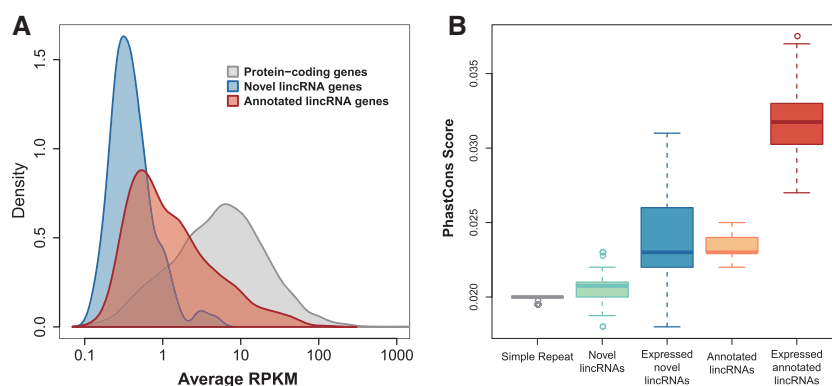 A
Density
0.0
0.5
1.0
1.5
Protein−coding genes
Novel lincRNA genes
Annotated lincRNA genes
0.1
1
10
100
1000
Average RPKM
B
PhastCons Score
0.020
0.025
0.030
0.035
Simple Repeat
Novel
lincRNAs
Expressed
novel
lincRNAs
Annotated
lincRNAs
Expressed
annotated
lincRNAs